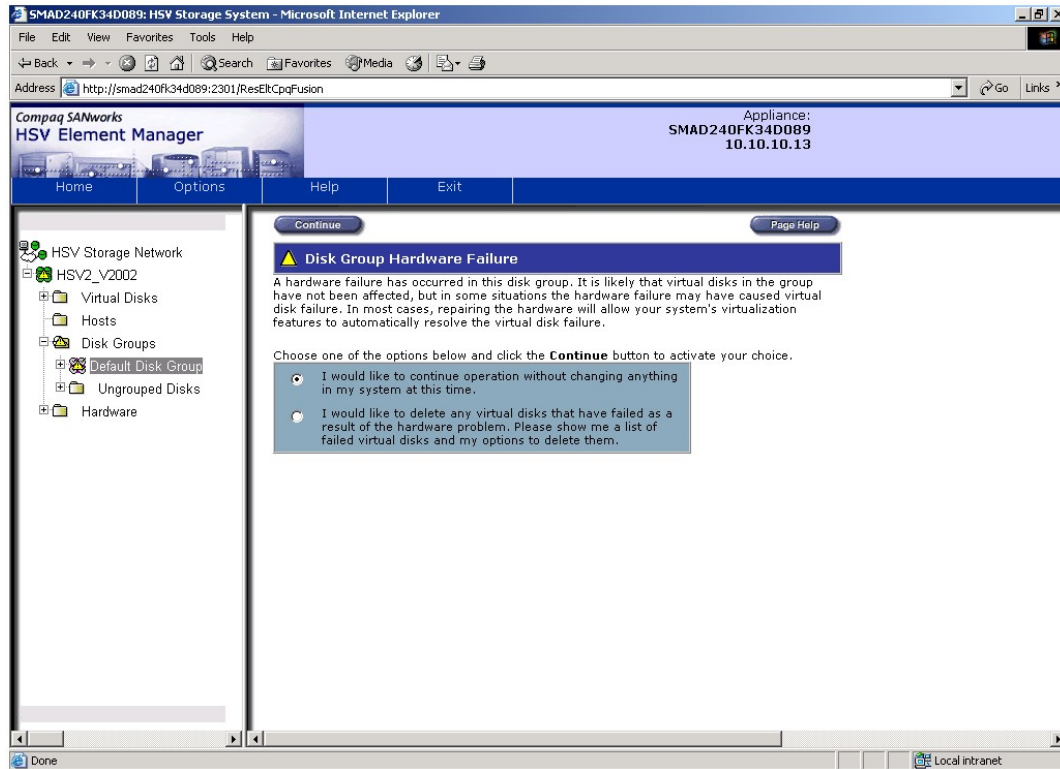 SMAD240FK34D089: HSV Storage System - Microsoft Internet Explorer
File Edit View Favorites Tools Help
Back Search Favorites Media
Address http://smad240fk34d089:2301/ResEltCpqFusion Go Links
Compaq SANworks
HSV Element Manager
Appliance:
SMAD240FK34D089
10.10.10.13
Home Options Help Exit
HSV Storage Network
HSV2_V2002
Virtual Disks
Hosts
Disk Groups
Default Disk Group
Ungrouped Disks
Hardware
Continue Page Help
Disk Group Hardware Failure
A hardware failure has occurred in this disk group. It is likely that virtual disks in the group
have not been affected, but in some situations the hardware failure may have caused virtual
disk failure. In most cases, repairing the hardware will allow your system's virtualization
features to automatically resolve the virtual disk failure.
Choose one of the options below and click the Continue button to activate your choice.
I would like to continue operation without changing anything
in my system at this time.
I would like to delete any virtual disks that have failed as a
result of the hardware problem. Please show me a list of
failed virtual disks and my options to delete them.
Done Local intranet